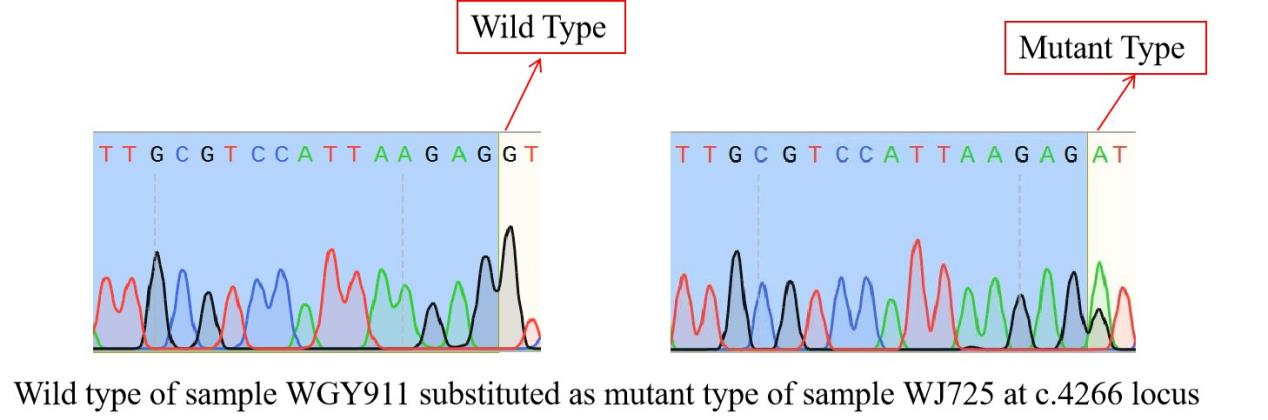 Wild Type
Mutant Type
T T G C G T C C A T T A A G A G G T
T T G C G T C C A T T A A G A G A T
Wild type of sample WGY911 substituted as mutant type of sample WJ725 at c.4266 locus